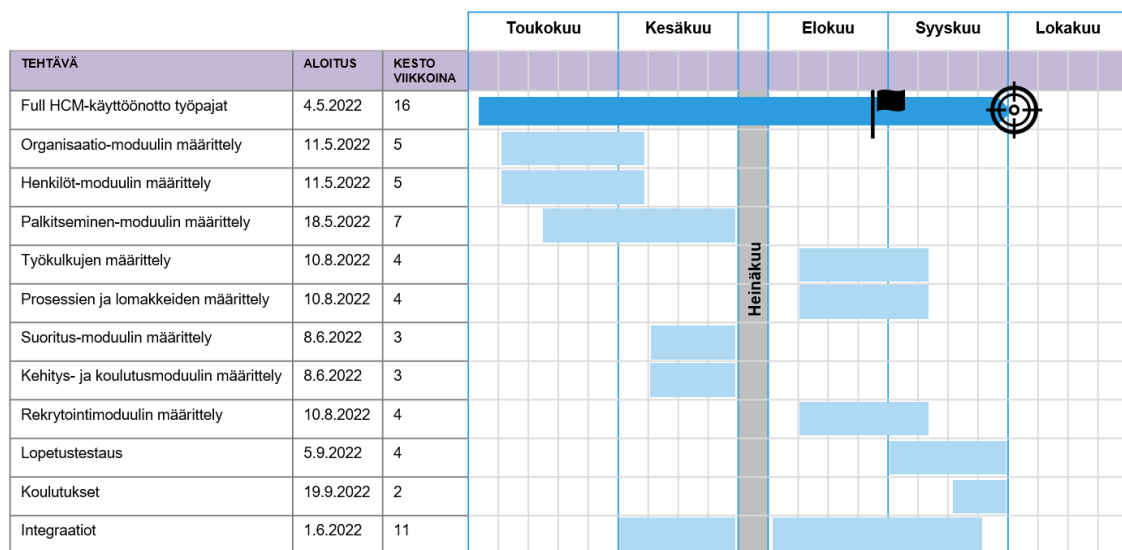 Toukokuu Kesäkuu Elokuu Syyskuu Lokakuu
TEHTÄVÄ ALOITUS KESTO
VIIKKOINA
Full HCM-käyttöönotto työpajat 4.5.2022 16
Organisaatio-moduulin määrittely 11.5.2022 5
Henkilöt-moduulin määrittely 11.5.2022 5
Palkitseminen-moduulin määrittely 18.5.2022 7
Työkulkujen määrittely 10.8.2022 4
Prosessien ja lomakkeiden määrittely 10.8.2022 4
Suoritus-moduulin määrittely 8.6.2022 3
Kehitys- ja koulutusmoduulin määrittely 8.6.2022 3
Rekrytointimoduulin määrittely 10.8.2022 4
Lopetustestaus 5.9.2022 4
Koulutukset 19.9.2022 2
Integraatiot 1.6.2022 11
Heinäkuu